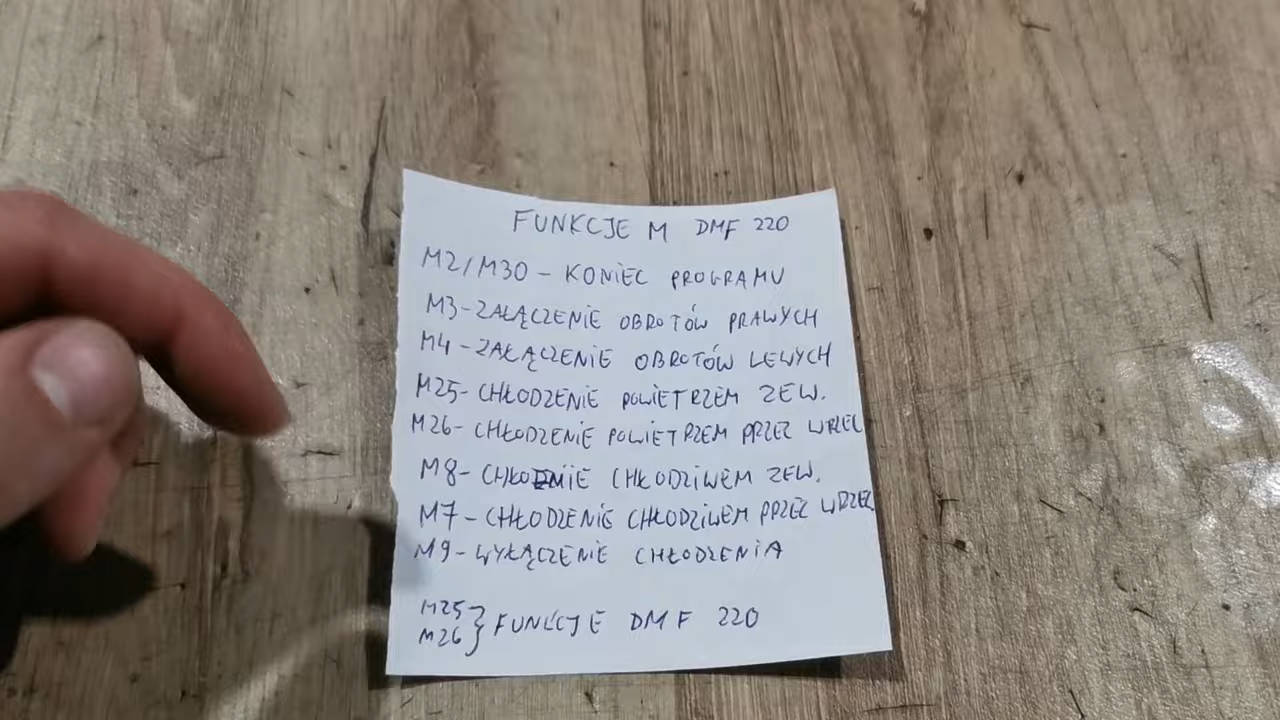 FUNKCJE M DMF 220
M2/M30 - KONIEC PROGRAMU
M3 - ZAŁĄCZENIE OBROTÓW PRAWYCH
M4 - ZAŁĄCZENIE OBROTÓW LEWYCH
M25 - CHŁODZENIE POWIETRZEM ZEW.
M26 - CHŁODZENIE POWIETRZEM PRZEZ WRZEC
M8 - CHŁODZENIE CHŁODZIWEM ZEW.
M7 - CHŁODZENIE CHŁODZIWEM PRZEZ WRZEC.
M9 - WYŁĄCZENIE CHŁODZENIA
M25
M26 } FUNKCJE DMF 220